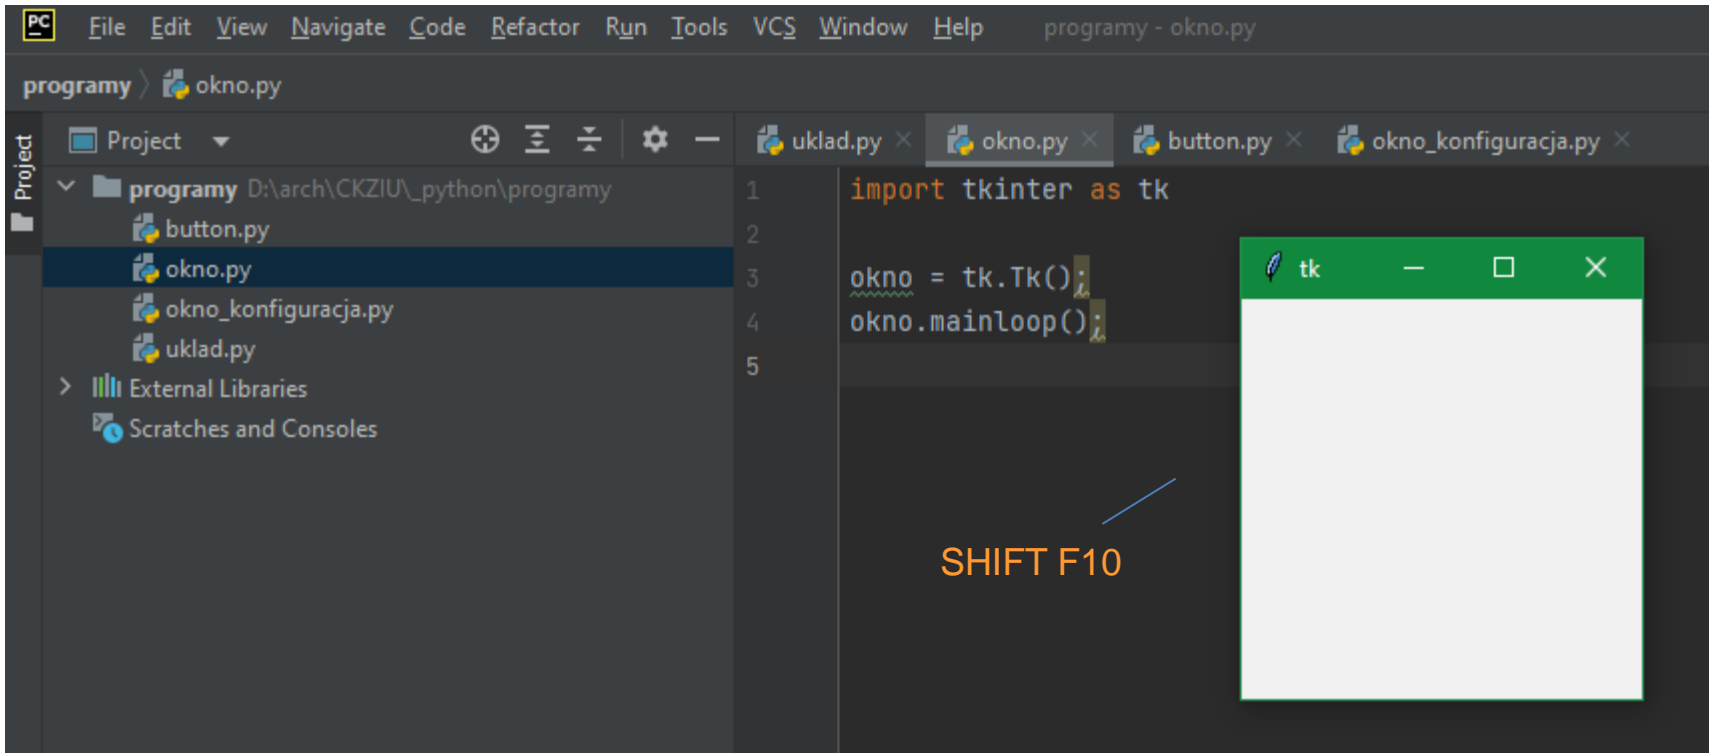 PC File Edit View Navigate Code Refactor Run Tools VCS Window Help programy - okno.py
programy okno.py
Project
Project
uklad.py okno.py button.py okno_konfiguracja.py
programy D:\arch\CKZIU\_python\programy
button.py
okno.py
okno_konfiguracja.py
uklad.py
External Libraries
Scratches and Consoles
1 import tkinter as tk
2
3 okno = tk.Tk();
4 okno.mainloop();
5
tk
SHIFT F10